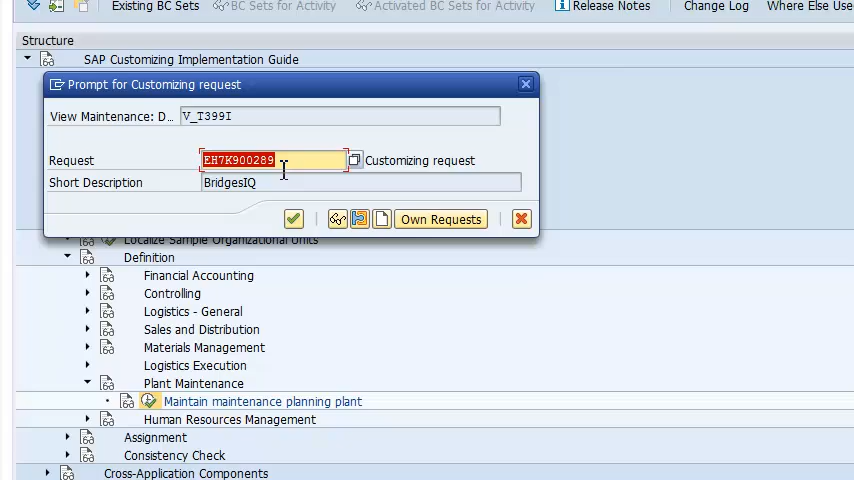 Existing BC Sets BC Sets for Activity Activated BC Sets for Activity Release Notes Change Log Where Else Use
Structure
SAP Customizing Implementation Guide
Prompt for Customizing request
View Maintenance: D... V_T399I
Request EH7K900289 Customizing request
Short Description BridgesIQ
Own Requests
Localize Sample Organizational Units
Definition
Financial Accounting
Controlling
Logistics - General
Sales and Distribution
Materials Management
Logistics Execution
Plant Maintenance
Maintain maintenance planning plant
Human Resources Management
Assignment
Consistency Check
Cross-Application Components